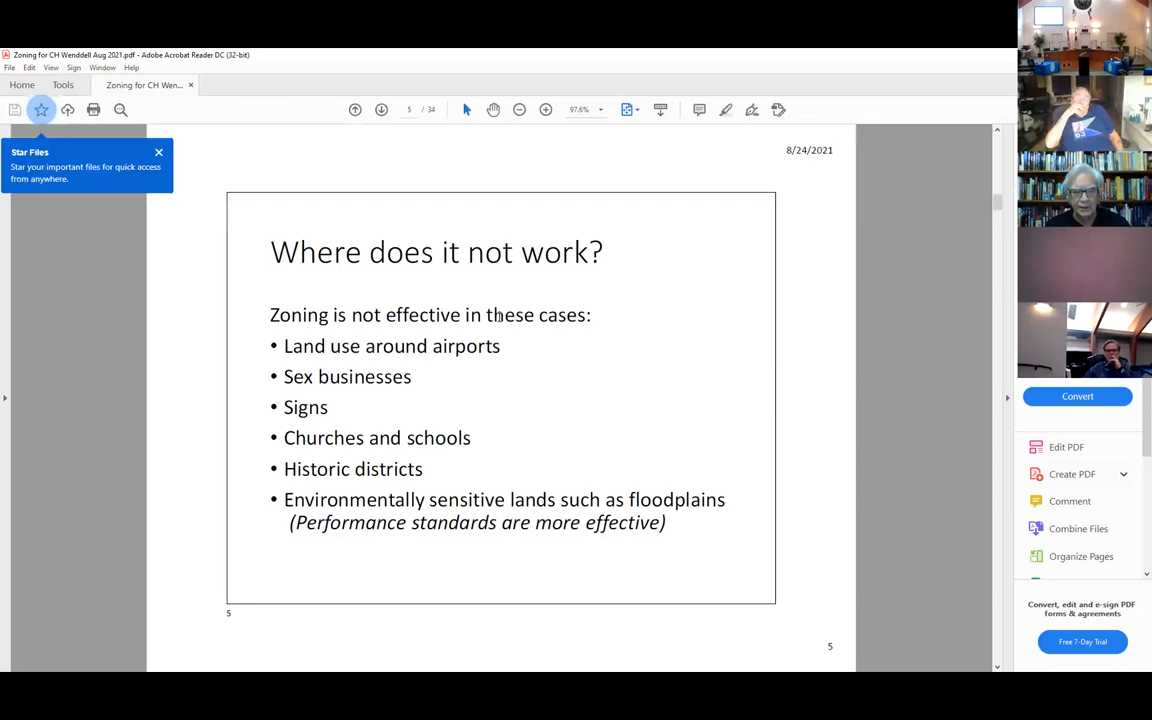 Zoning for CH Wenddell Aug 2021.pdf - Adobe Acrobat Reader DC (32-bit)
File Edit View Sign Window Help
Home Tools Zoning for CH Wen... ×
5 / 34 97.6%
Star Files
Star your important files for quick access
from anywhere.
8/24/2021
Where does it not work?
Zoning is not effective in these cases:
• Land use around airports
• Sex businesses
• Signs
• Churches and schools
• Historic districts
• Environmentally sensitive lands such as floodplains
(Performance standards are more effective)
5
5
Convert
Edit PDF
Create PDF
Comment
Combine Files
Organize Pages
Convert, edit and e-sign PDF
forms & agreements
Free 7-Day Trial